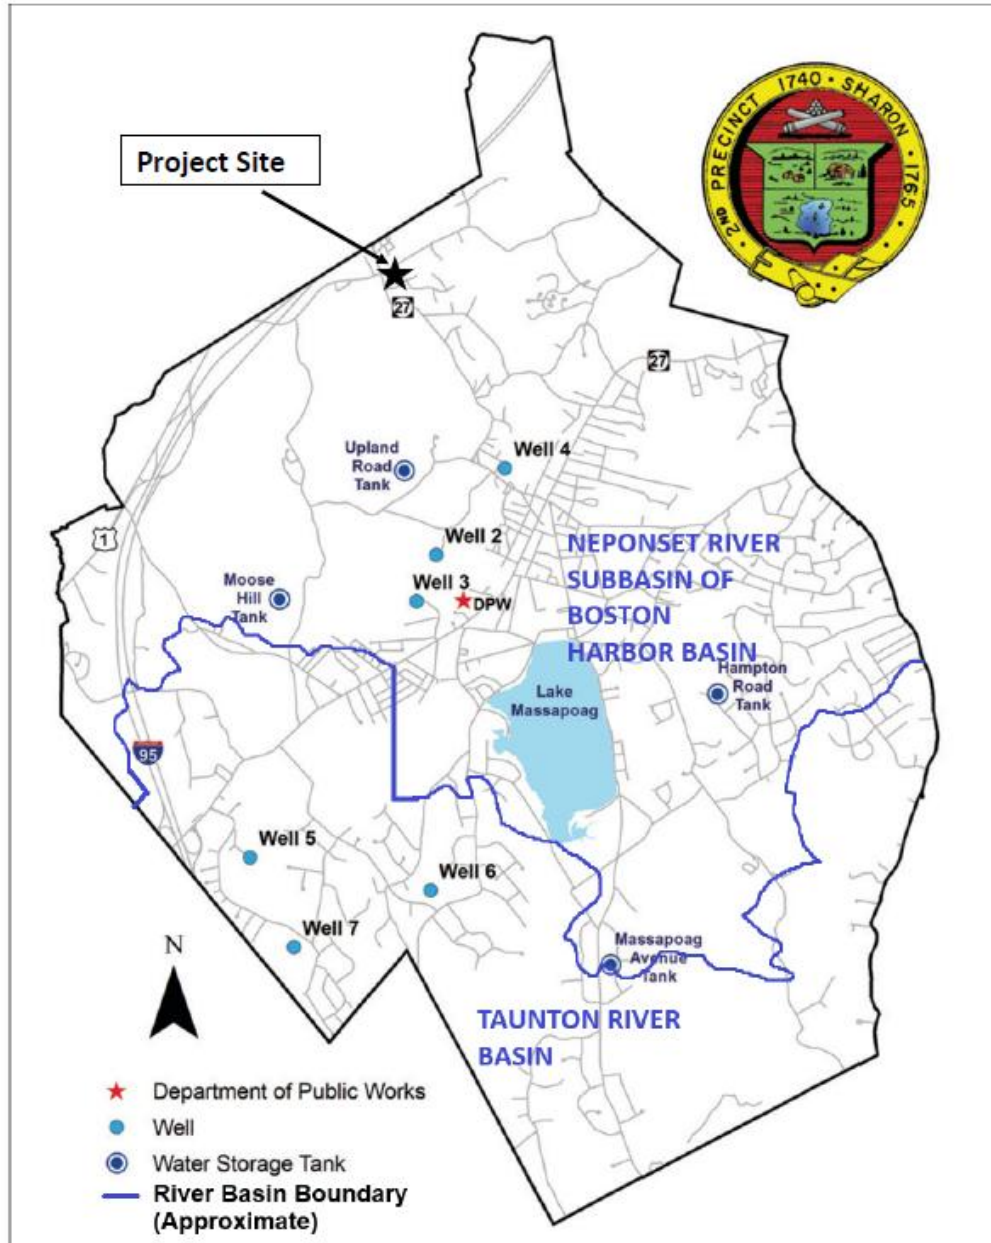 2ND PRECINCT 1740 • SHARON • 1765 •
Project Site
27
27
Upland
Road
Tank
Well 4
1
Well 2
NEPONSET RIVER
SUBBASIN OF
BOSTON
HARBOR BASIN
Moose
Hill
Tank
Well 3
DPW
Hampton
Road
Tank
Lake
Massapoag
95
Well 5
Well 6
Well 7
N
Massapoag
Avenue
Tank
TAUNTON RIVER
BASIN
Department of Public Works
Well
Water Storage Tank
River Basin Boundary
(Approximate)